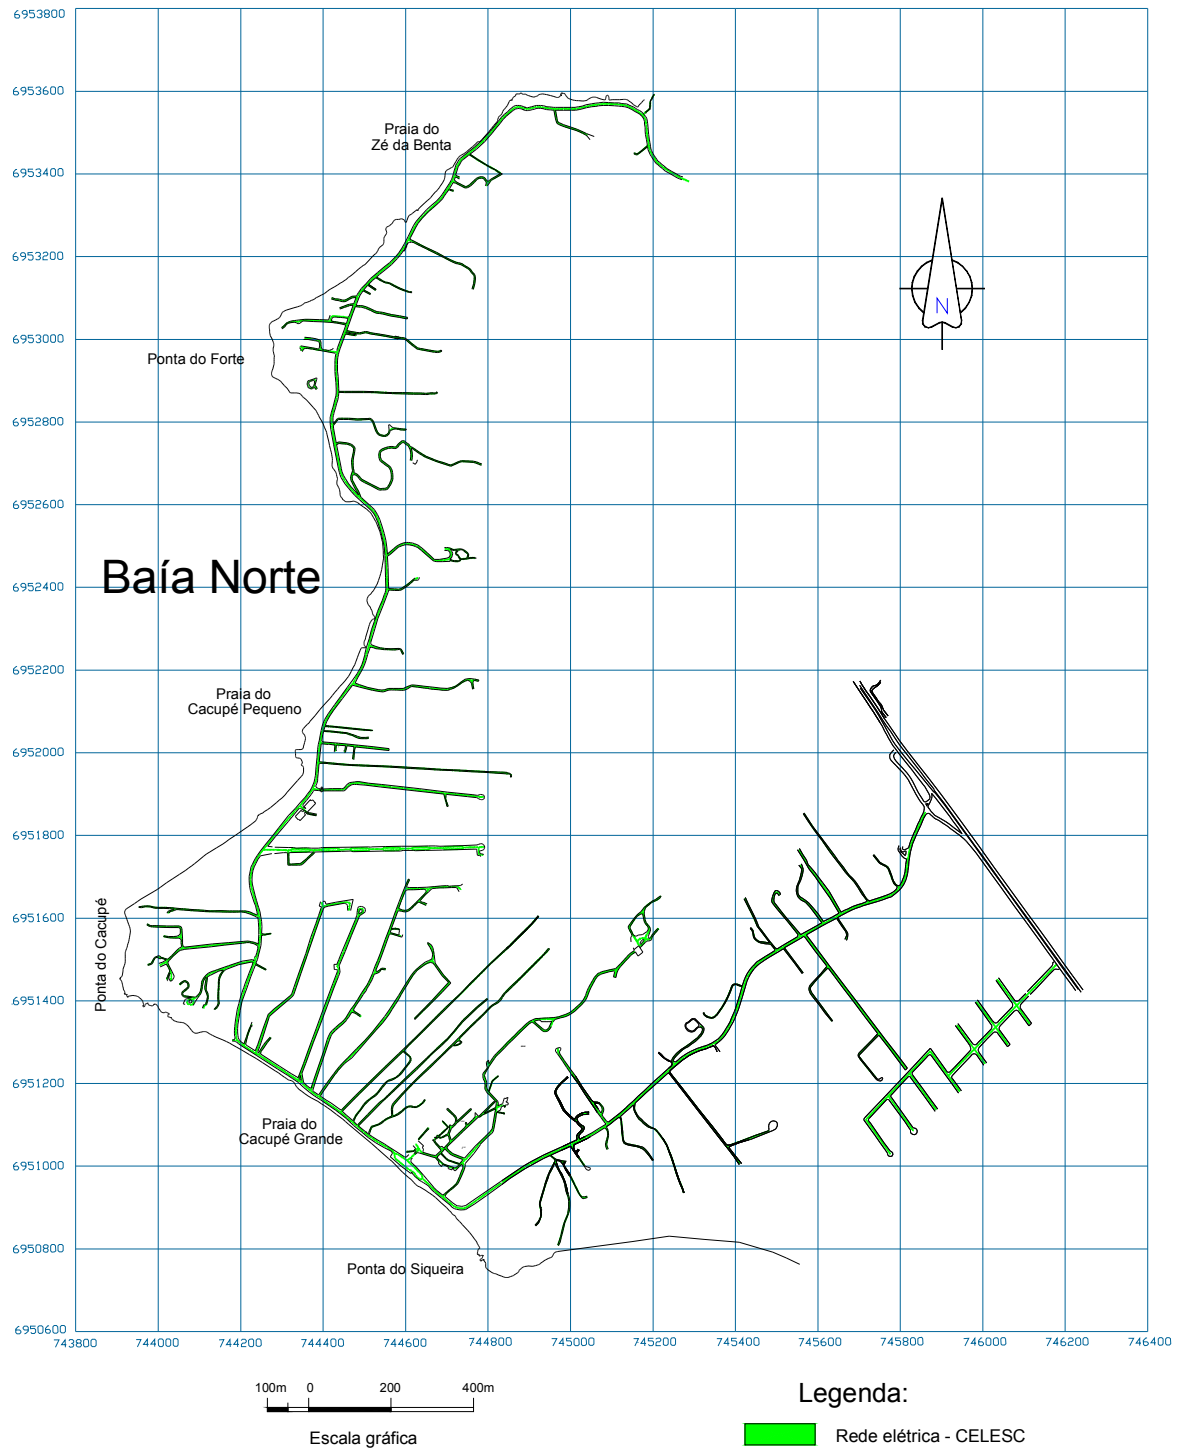 6953800
6953600
Praia do
Zé da Benta
6953400
6953200
N
6953000
Ponta do Forte
6952800
6952600
Baía Norte
6952400
6952200
Praia do
Cacupé Pequeno
6952000
6951800
6951600
Ponta do Cacupé
6951400
6951200
Praia do
Cacupé Grande
6951000
6950800
Ponta do Siqueira
6950600
743800 744000 744200 744400 744600 744800 745000 745200 745400 745600 745800 746000 746200 746400
100m 0 200 400m
Escala gráfica
Legenda:
Rede elétrica - CELESC